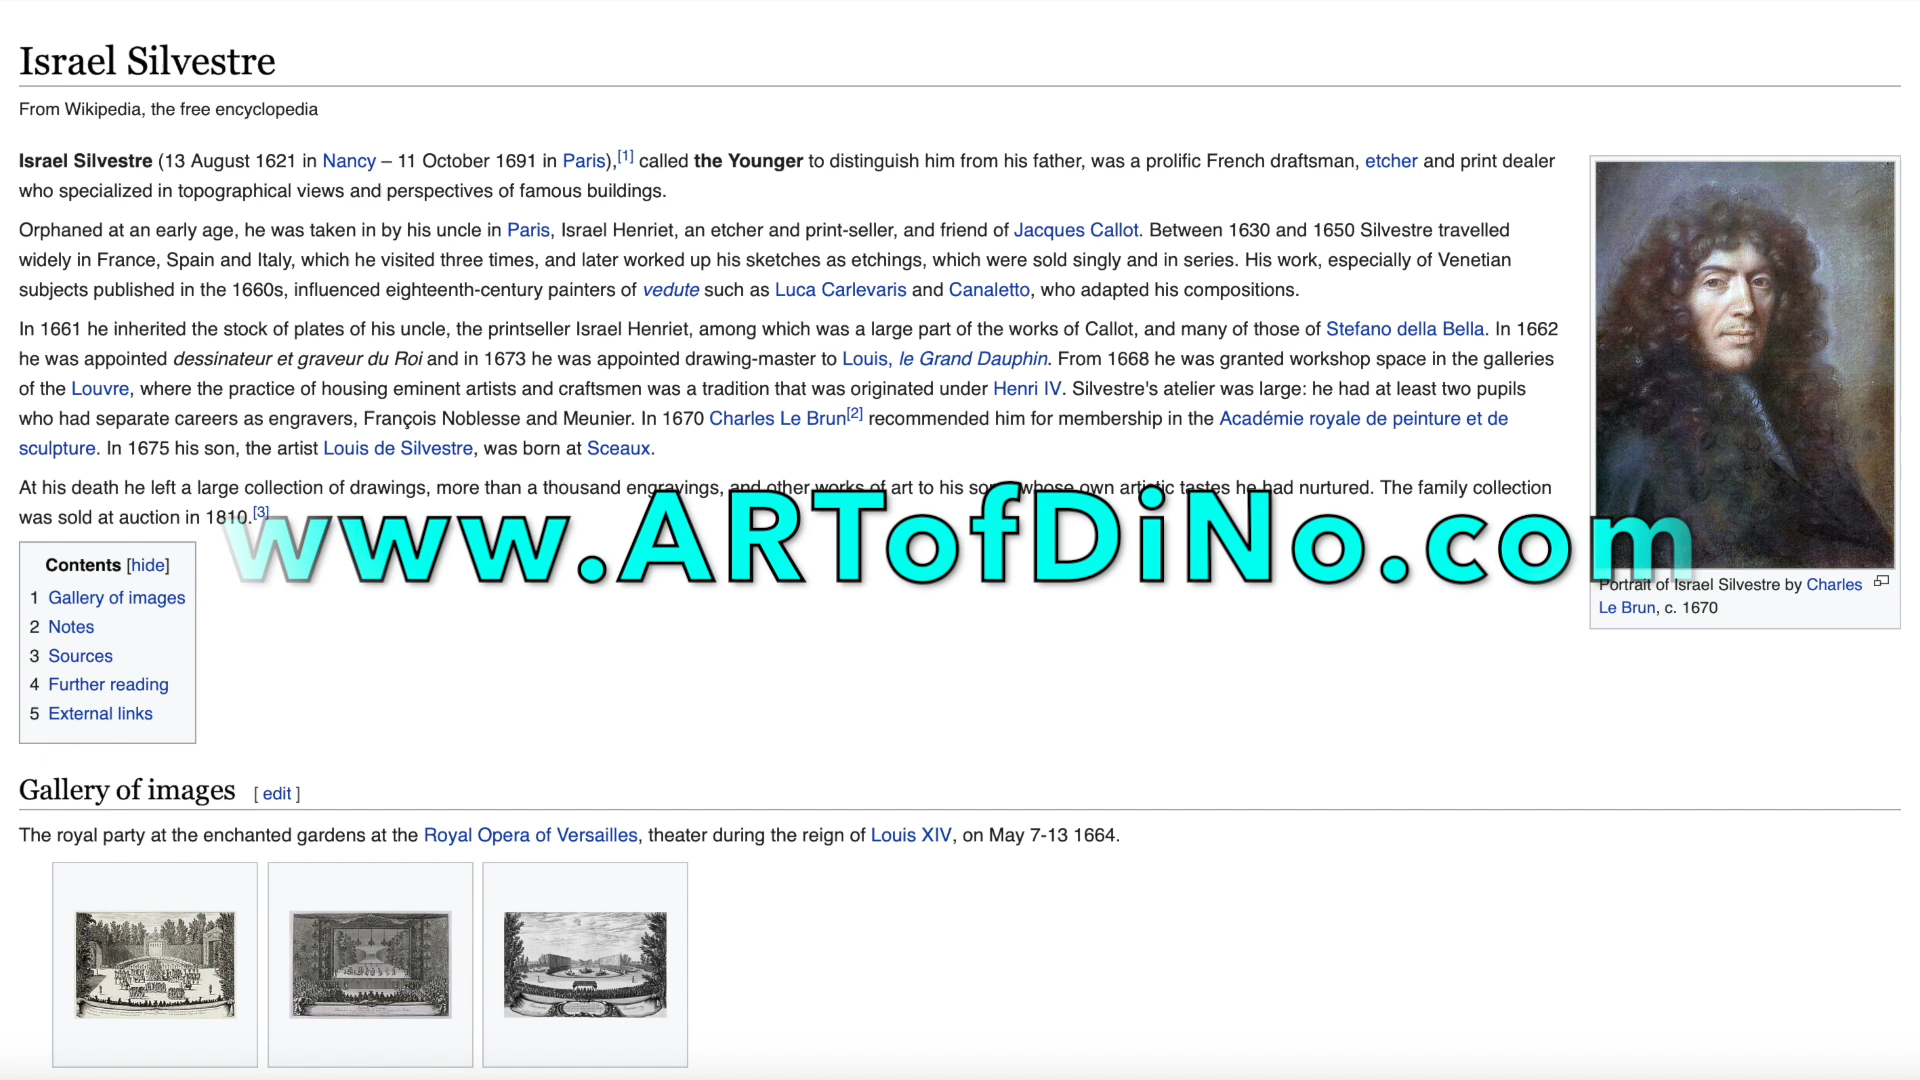 Israel Silvestre
From Wikipedia, the free encyclopedia
Israel Silvestre (13 August 1621 in Nancy – 11 October 1691 in Paris),[1] called the Younger to distinguish him from his father, was a prolific French draftsman, etcher and print dealer
who specialized in topographical views and perspectives of famous buildings.
Orphaned at an early age, he was taken in by his uncle in Paris, Israel Henriet, an etcher and print-seller, and friend of Jacques Callot. Between 1630 and 1650 Silvestre travelled
widely in France, Spain and Italy, which he visited three times, and later worked up his sketches as etchings, which were sold singly and in series. His work, especially of Venetian
subjects published in the 1660s, influenced eighteenth-century painters of vedute such as Luca Carlevaris and Canaletto, who adapted his compositions.
In 1661 he inherited the stock of plates of his uncle, the printseller Israel Henriet, among which was a large part of the works of Callot, and many of those of Stefano della Bella. In 1662
he was appointed dessinateur et graveur du Roi and in 1673 he was appointed drawing-master to Louis, le Grand Dauphin. From 1668 he was granted workshop space in the galleries
of the Louvre, where the practice of housing eminent artists and craftsmen was a tradition that was originated under Henri IV. Silvestre's atelier was large: he had at least two pupils
who had separate careers as engravers, François Noblesse and Meunier. In 1670 Charles Le Brun[2] recommended him for membership in the Académie royale de peinture et de
sculpture. In 1675 his son, the artist Louis de Silvestre, was born at Sceaux.
At his death he left a large collection of drawings, more than a thousand engravings, and other works of art to his whose own artistic tastes he had nurtured. The family collection
was sold at auction in 1810.[3]
www.ARTofDiNo.com
Portrait of Israel Silvestre by Charles
Le Brun, c. 1670
Contents [hide]
1 Gallery of images
2 Notes
3 Sources
4 Further reading
5 External links
Gallery of images [ edit ]
The royal party at the enchanted gardens at the Royal Opera of Versailles, theater during the reign of Louis XIV, on May 7-13 1664.